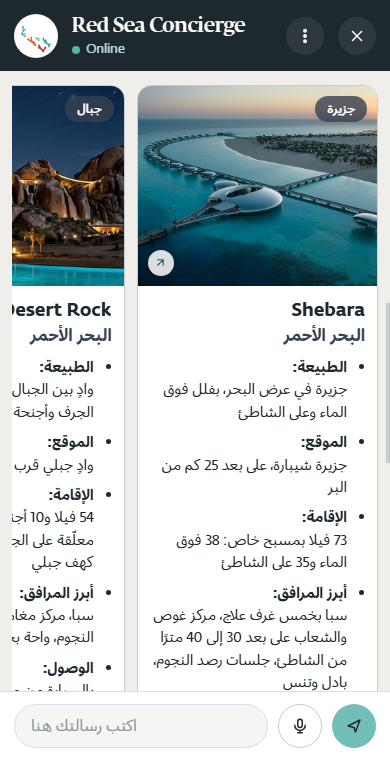 Red Sea Concierge
Online
جزيرة
Shebara
البحر الأحمر
الطبيعة:
جزيرة في عرض البحر، بفلل فوق
الماء وعلى الشاطئ
الموقع:
جزيرة شيبارة، على بعد 25 كم من
البر
الإقامة:
73 فيلا بمسبح خاص: 38 فوق
الماء و35 على الشاطئ
أبرز المرافق:
سبا بخمس غرف علاج، مركز غوص
والشعاب على بعد 30 إلى 40 مترًا
من الشاطئ، جلسات رصد النجوم،
بادل وتنس
جبال
Desert Rock
البحر الأحمر
الطبيعة:
وادٍ بين الجبال
الجرف وأجنحة
الموقع:
وادٍ جبلي قرب
الإقامة:
54 فيلا و10
معلّقة على
كهف جبلي
أبرز المرافق:
سبا، مركز
النجوم، واحة
الوصول:
اكتب رسالتك هنا